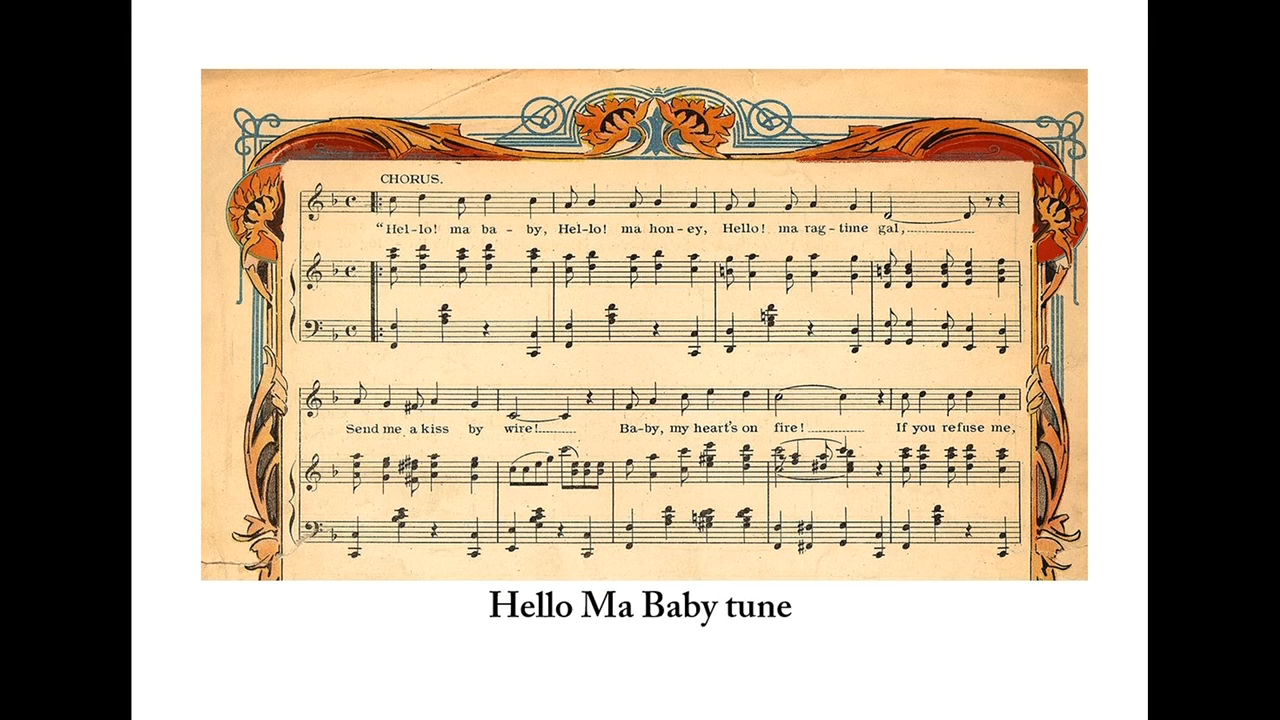 CHORUS.
"Hel-lo! ma ba - by, Hel-lo! ma hon-ey, Hello! ma rag-time gal,
Send me a kiss by wire! Ba-by, my heart's on fire! If you refuse me,
Hello Ma Baby tune